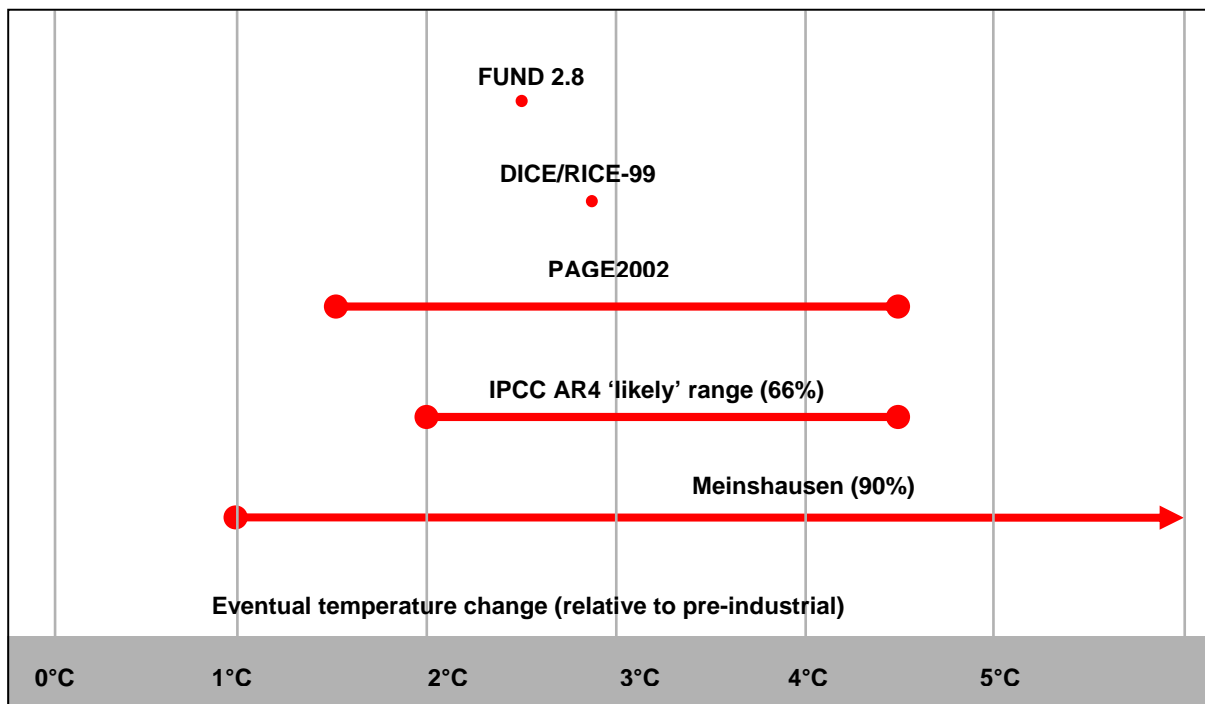 FUND 2.8
DICE/RICE-99
PAGE2002
IPCC AR4 ‘likely’ range (66%)
Meinshausen (90%)
Eventual temperature change (relative to pre-industrial)
0°C 1°C 2°C 3°C 4°C 5°C